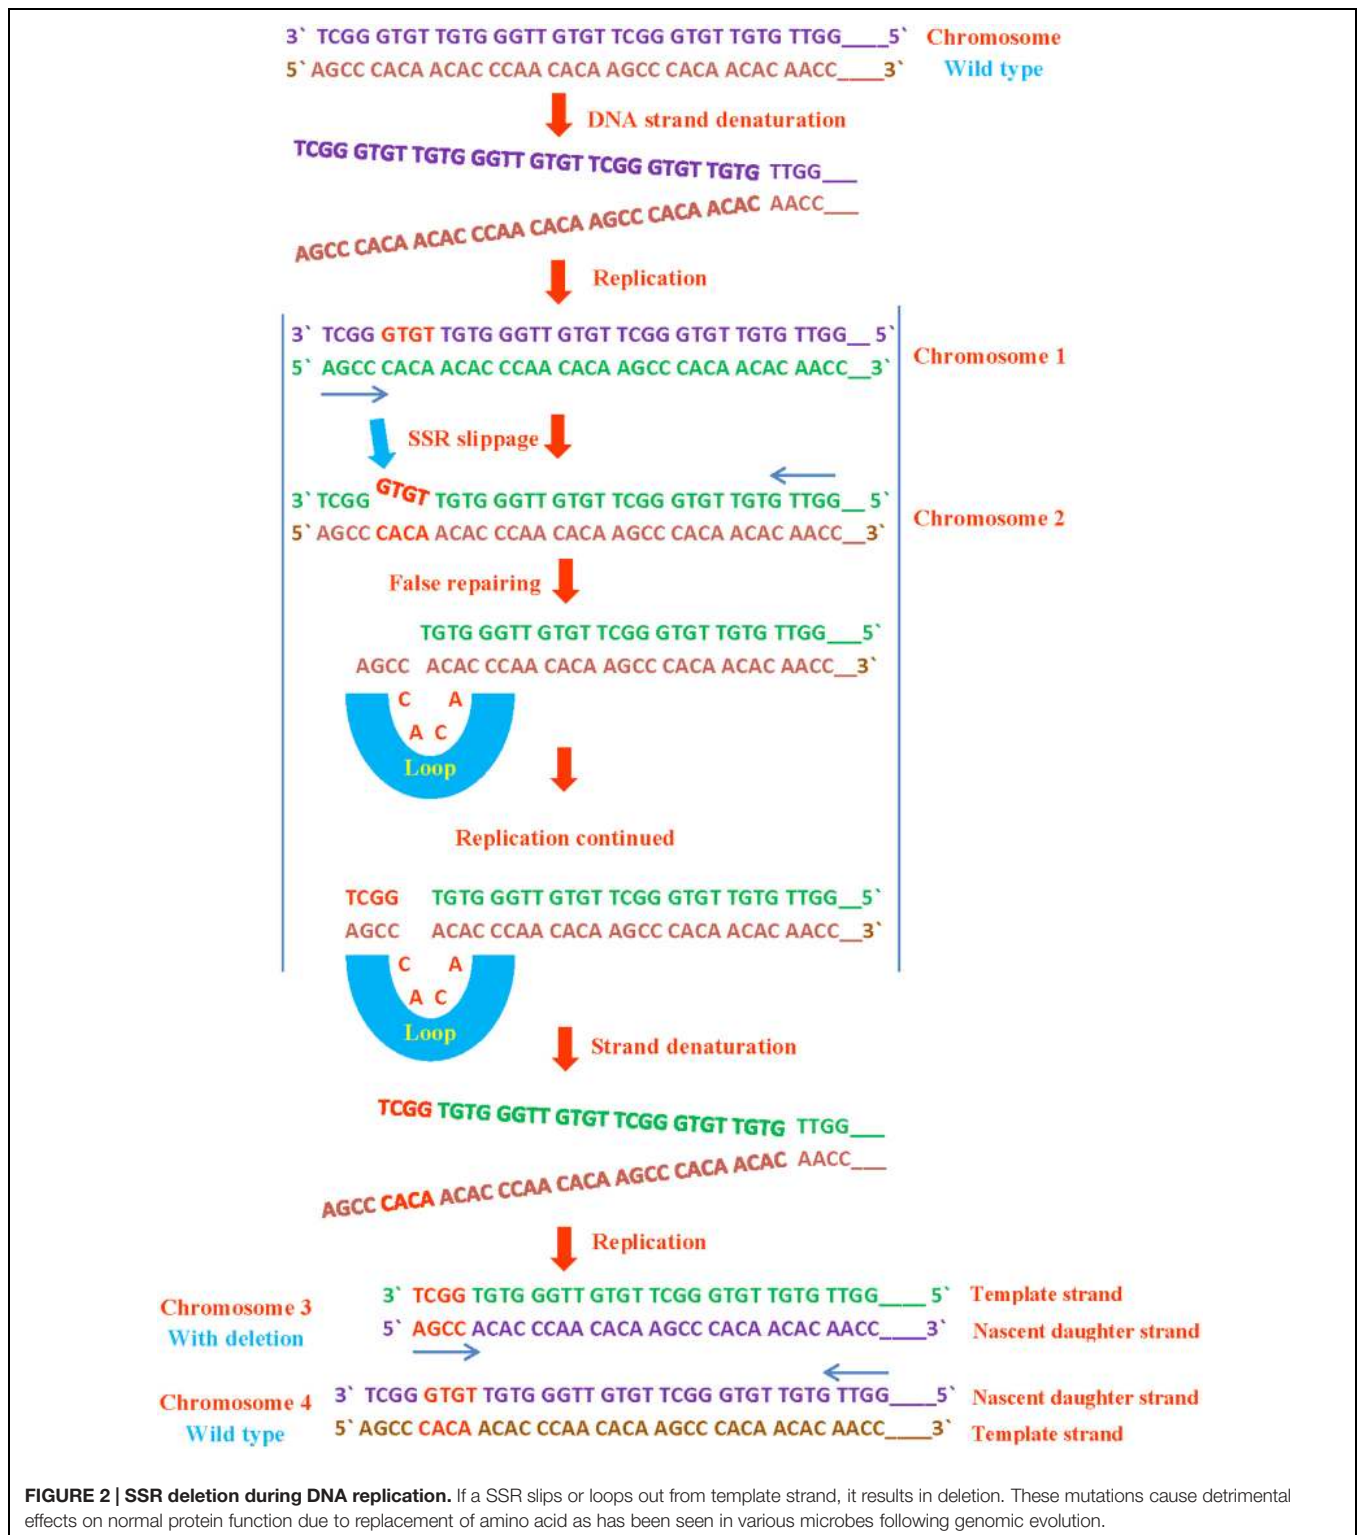 3` TCGG GTGT TGTG GGTT GTGT TCGG GTGT TGTG TTGG____5` Chromosome
5` AGCC CACA ACAC CCAA CACA AGCC CACA ACAC AACC____3` Wild type
DNA strand denaturation
TCGG GTGT TGTG GGTT GTGT TCGG GTGT TGTG TTGG___
AGCC CACA ACAC CCAA CACA AGCC CACA ACAC AACC___
Replication
3` TCGG GTGT TGTG GGTT GTGT TCGG GTGT TGTG TTGG__ 5`
Chromosome 1
5` AGCC CACA ACAC CCAA CACA AGCC CACA ACAC AACC__3`
SSR slippage
3` TCGG GTGT TGTG GGTT GTGT TCGG GTGT TGTG TTGG__ 5`
Chromosome 2
5` AGCC CACA ACAC CCAA CACA AGCC CACA ACAC AACC__3`
False repairing
TGTG GGTT GTGT TCGG GTGT TGTG TTGG___5`
AGCC ACAC CCAA CACA AGCC CACA ACAC AACC__3`
C A
A C
Loop
Replication continued
TCGG TGTG GGTT GTGT TCGG GTGT TGTG TTGG__5`
AGCC ACAC CCAA CACA AGCC CACA ACAC AACC__3`
C A
A C
Loop
Strand denaturation
TCGG TGTG GGTT GTGT TCGG GTGT TGTG TTGG___
AGCC CACA ACAC CCAA CACA AGCC CACA ACAC AACC___
Replication
3` TCGG TGTG GGTT GTGT TCGG GTGT TGTG TTGG____ 5` Template strand
Chromosome 3
5` AGCC ACAC CCAA CACA AGCC CACA ACAC AACC____3` Nascent daughter strand
With deletion
3` TCGG GTGT TGTG GGTT GTGT TCGG GTGT TGTG TTGG____5` Nascent daughter strand
Chromosome 4
5` AGCC CACA ACAC CCAA CACA AGCC CACA ACAC AACC____3` Template strand
Wild type
FIGURE 2 | SSR deletion during DNA replication. If a SSR slips or loops out from template strand, it results in deletion. These mutations cause detrimental
effects on normal protein function due to replacement of amino acid as has been seen in various microbes following genomic evolution.